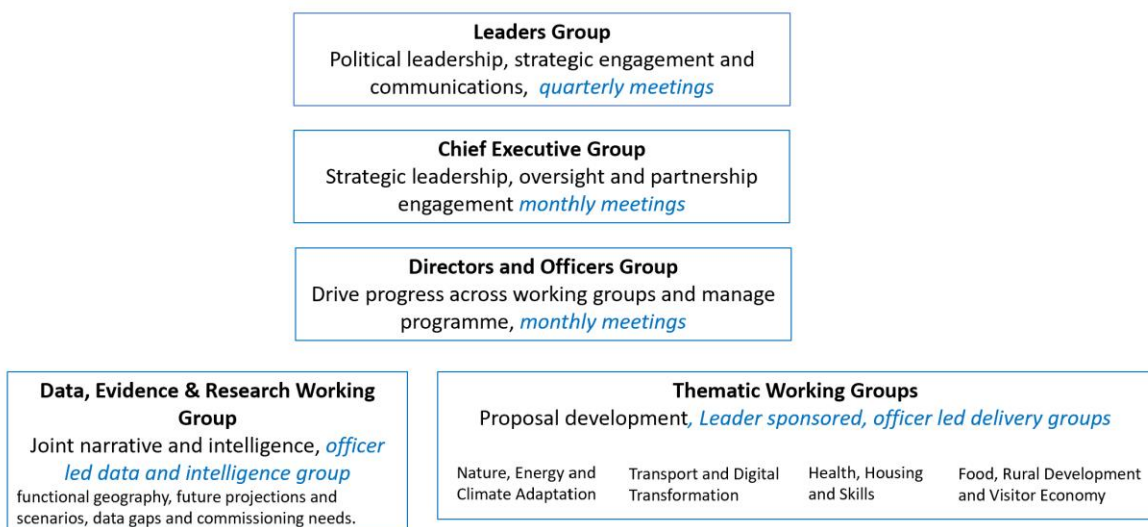 Leaders Group
Political leadership, strategic engagement and
communications, quarterly meetings
Chief Executive Group
Strategic leadership, oversight and partnership
engagement monthly meetings
Directors and Officers Group
Drive progress across working groups and manage
programme, monthly meetings
Data, Evidence & Research Working
Group
Joint narrative and intelligence, officer
led data and intelligence group
functional geography, future projections and
scenarios, data gaps and commissioning needs.
Thematic Working Groups
Proposal development, Leader sponsored, officer led delivery groups
Nature, Energy and
Climate Adaptation
Transport and Digital
Transformation
Health, Housing
and Skills
Food, Rural Development
and Visitor Economy